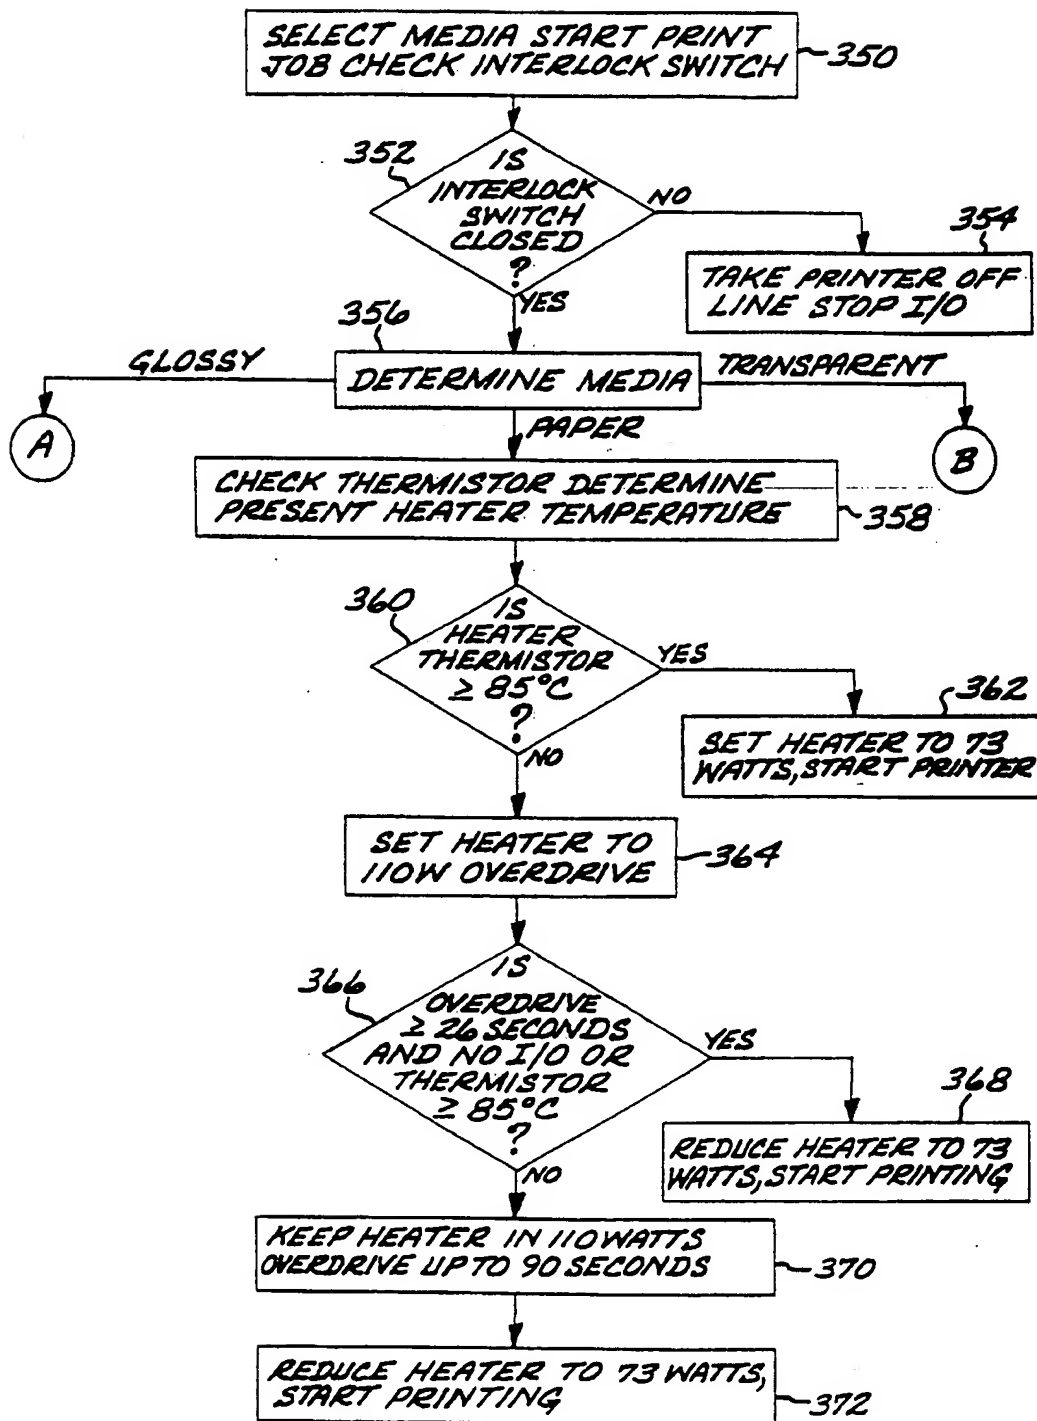 SELECT MEDIA START PRINT
JOB CHECK INTERLOCK SWITCH
350
352
IS
INTERLOCK
SWITCH
CLOSED
?
NO
354
TAKE PRINTER OFF
LINE STOP I/O
YES
356
GLOSSY
DETERMINE MEDIA
TRANSPARENT
A
PAPER
B
CHECK THERMISTOR DETERMINE
PRESENT HEATER TEMPERATURE
358
360
IS
HEATER
THERMISTOR
≥ 85°C
?
YES
362
SET HEATER TO 73
WATTS, START PRINTER
NO
SET HEATER TO
110W OVERDRIVE
364
366
IS
OVERDRIVE
≥ 26 SECONDS
AND NO I/O OR
THERMISTOR
≥ 85°C
?
YES
368
REDUCE HEATER TO 73
WATTS, START PRINTING
NO
KEEP HEATER IN 110 WATTS
OVERDRIVE UP TO 90 SECONDS
370
REDUCE HEATER TO 73 WATTS,
START PRINTING
372